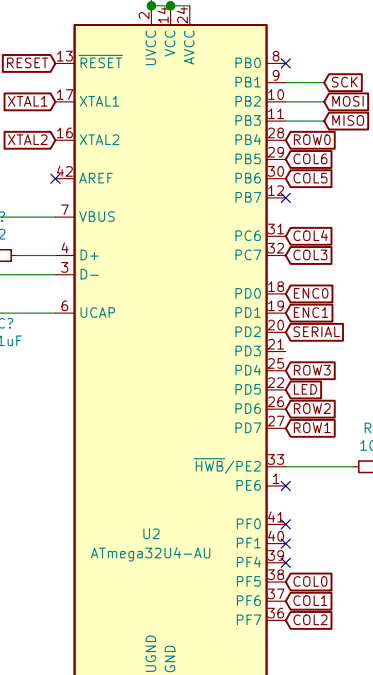 2 UVCC
14 VCC
24 AVCC
RESET 13 RESET PB0 8
PB1 9 SCK
XTAL1 17 XTAL1 PB2 10 MOSI
PB3 11 MISO
XTAL2 16 XTAL2 PB4 28 ROW0
PB5 29 COL6
42 AREF PB6 30 COL5
PB7 12
? 7 VBUS
2 PC6 31 COL4
4 D+ PC7 32 COL3
3 D-
PD0 18 ENC0
6 UCAP PD1 19 ENC1
C? PD2 20 SERIAL
1uF PD3 21
PD4 25 ROW3
PD5 22 LED
PD6 26 ROW2
PD7 27 ROW1 R
10
HWB/PE2 33
PE6 1
PF0 41
U2 PF1 40
ATmega32U4-AU PF4 39
PF5 38 COL0
PF6 37 COL1
PF7 36 COL2
UGND
GND